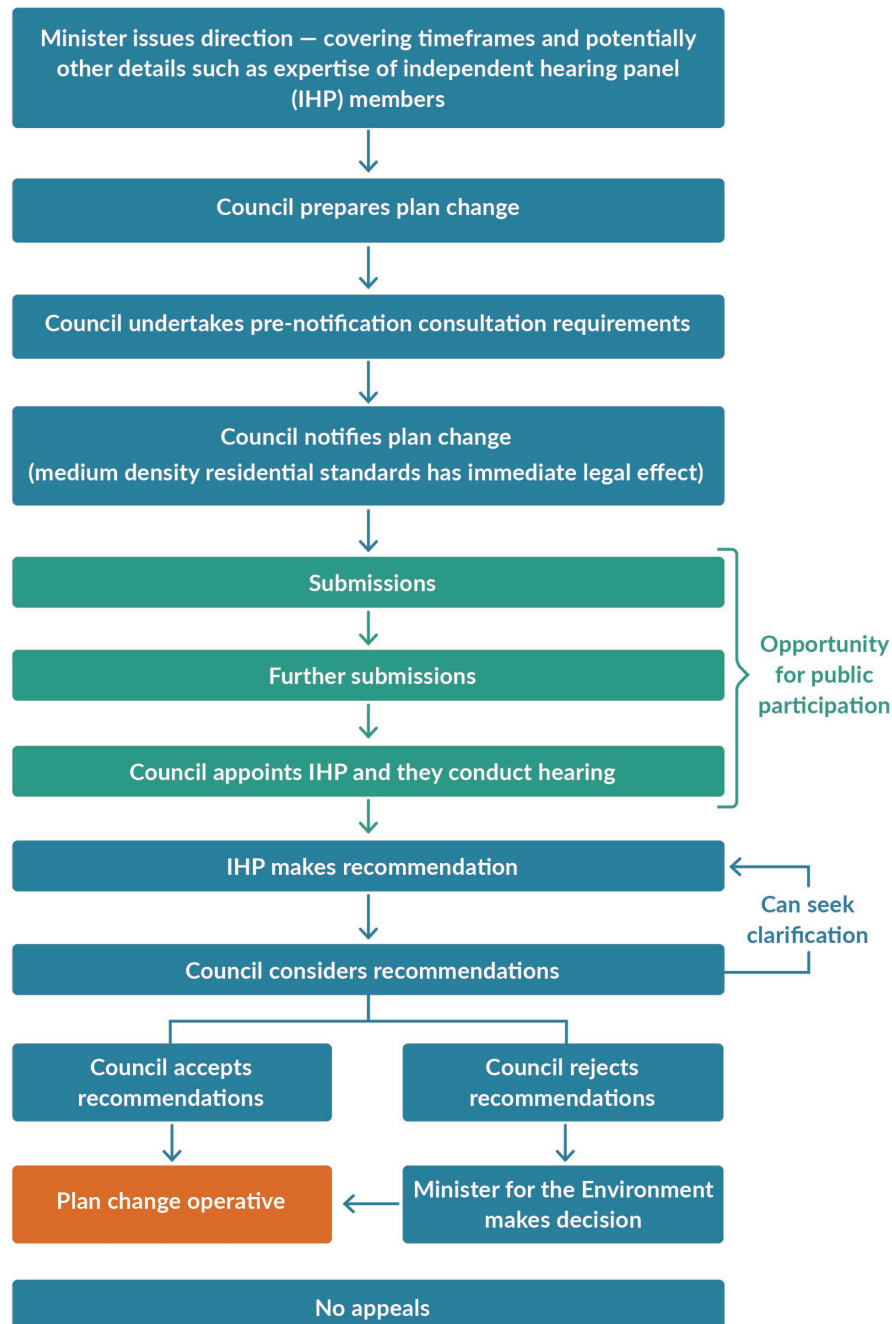 Minister issues direction — covering timeframes and potentially
other details such as expertise of independent hearing panel
(IHP) members
Council prepares plan change
Council undertakes pre-notification consultation requirements
Council notifies plan change
(medium density residential standards has immediate legal effect)
Submissions
Further submissions
Council appoints IHP and they conduct hearing
Opportunity
for public
participation
IHP makes recommendation
Can seek
clarification
Council considers recommendations
Council accepts
recommendations
Council rejects
recommendations
Plan change operative
Minister for the Environment
makes decision
No appeals